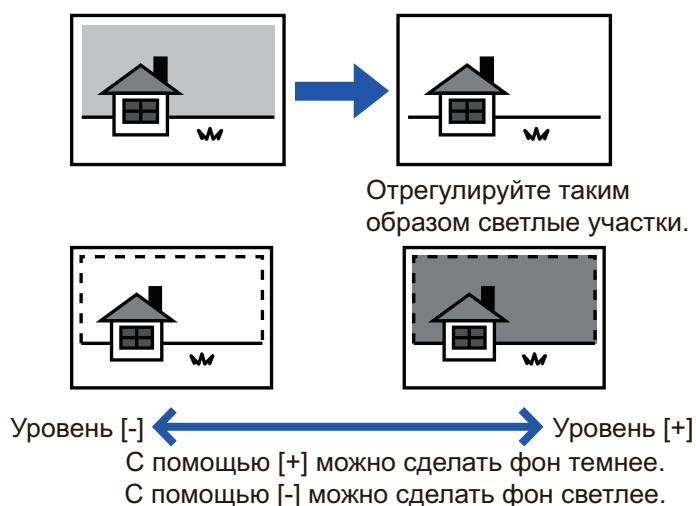 Отрегулируйте таким
образом светлые участки.
Уровень [-]
Уровень [+]
С помощью [+] можно сделать фон темнее.
С помощью [-] можно сделать фон светлее.